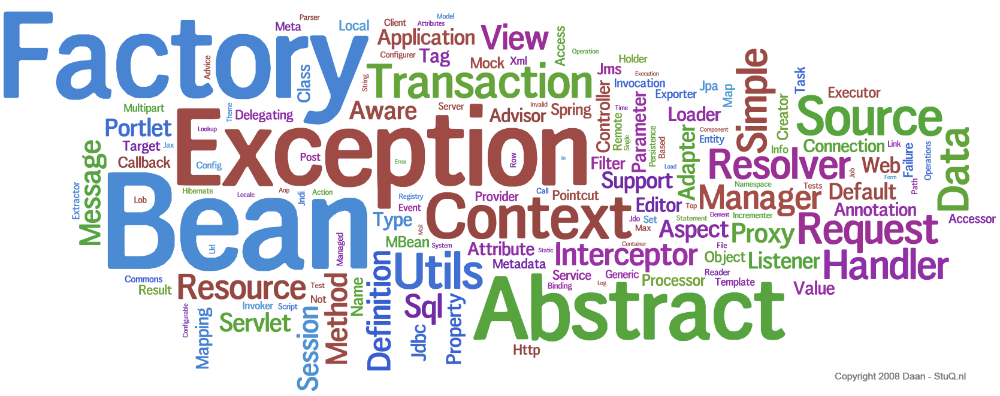 Factory
Parser
Meta
Local
Client
Attributes
Model
Application
View
Access
Operation
Configurer
Tag
Mock
Xml
Holder
Advice
Class
String
Transaction
Jms
Execution
Invocation
Controller
Exporter
Jpa
Map
Simple
Task
Executor
Multipart
Theme
Delegating
Aware
Server
Advisor
Invalid
Spring
Time
Remote
Single
Parameter
Loader
Creator
Source
Portlet
Lookup
Exception
Persistence
Based
Component
Entity
Adapter
Info
Connection
Link
Failure
Operations
Data
Target
Jax
Callback
Config
Post
Error
Row
In
Filter
Load
Resolver
Job
Web
Form
Path
Message
Support
Namespace
Tests
Default
Extractor
Bean
Lob
Hibernate
Locale
Aop
Jndi
Action
Registry
Event
Provider
Call
Pointcut
Context
Editor
Top
Manager
Annotation
Accessor
Type
Mail
Jdo
Set
Max
Statement
Element
Incrementer
Aspect
Proxy
Request
Url
Managed
MBean
System
Attribute
Static
Interceptor
Container
File
Object
Listener
Handler
Metadata
Definition
Utils
Commons
Result
Resource
Test
Not
Method
Name
Service
Binding
Generic
Log
Processor
Reader
Template
Value
Abstract
Configurable
Mapping
Invoker
Script
Servlet
Session
Sql
Jdbc
Property
Http
Copyright 2008 Daan - StuQ.nl